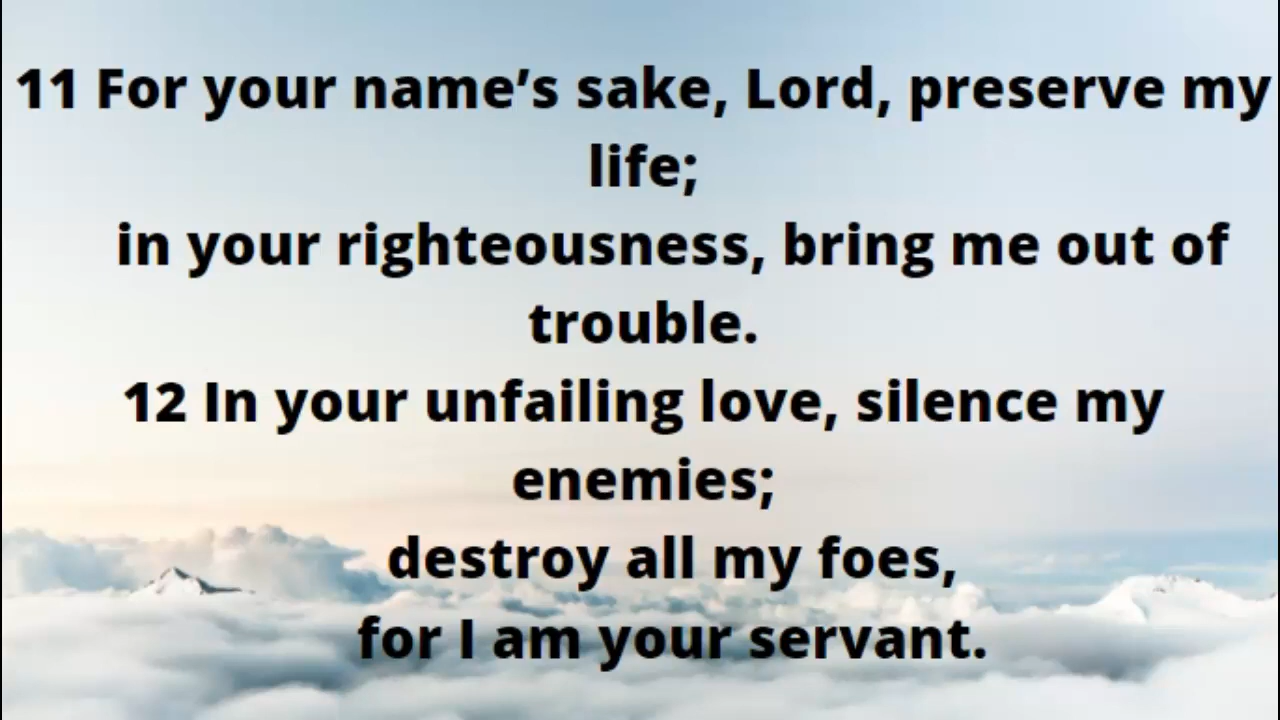 11 For your name’s sake, Lord, preserve my
life;
in your righteousness, bring me out of
trouble.
12 In your unfailing love, silence my
enemies;
destroy all my foes,
for I am your servant.